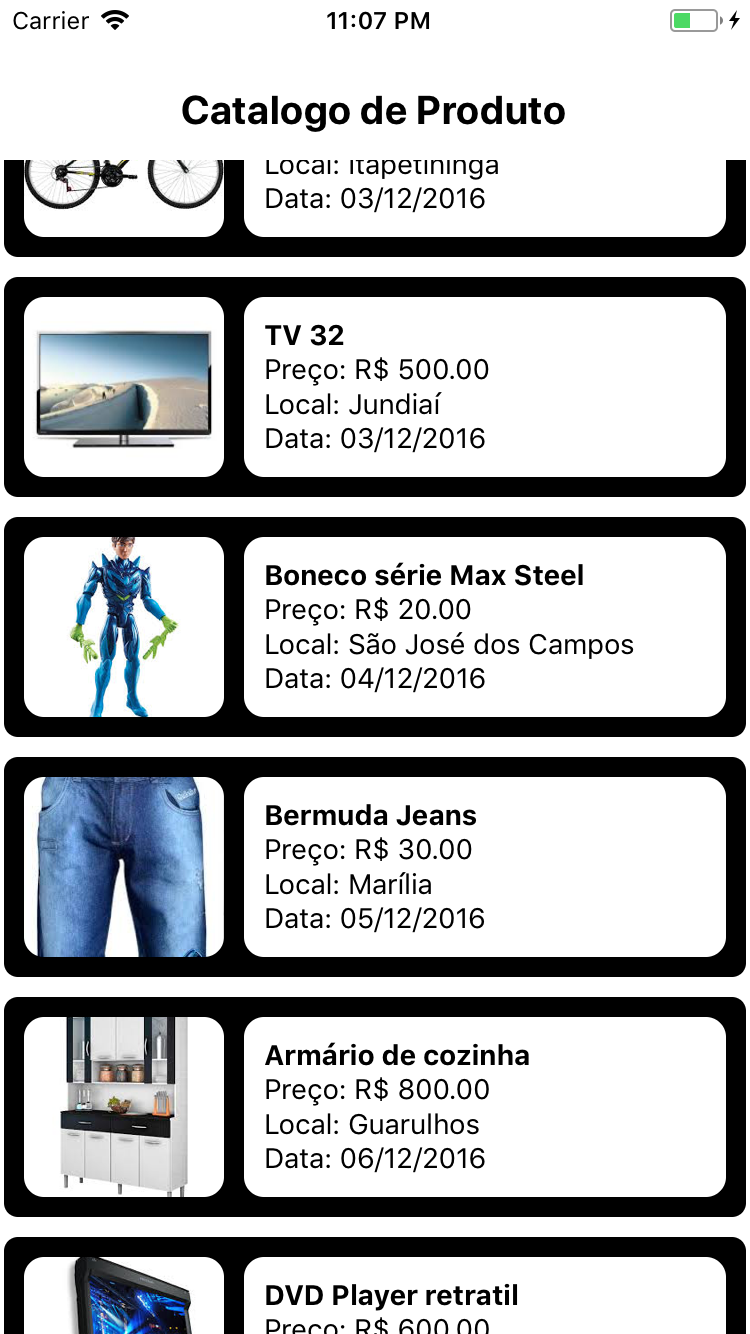 Carrier
11:07 PM
Catalogo de Produto
Local: Itapetininga
Data: 03/12/2016
TV 32
Preço: R$ 500.00
Local: Jundiaí
Data: 03/12/2016
Boneco série Max Steel
Preço: R$ 20.00
Local: São José dos Campos
Data: 04/12/2016
Bermuda Jeans
Preço: R$ 30.00
Local: Marília
Data: 05/12/2016
Armário de cozinha
Preço: R$ 800.00
Local: Guarulhos
Data: 06/12/2016
DVD Player retratil
Preço: R$ 600.00